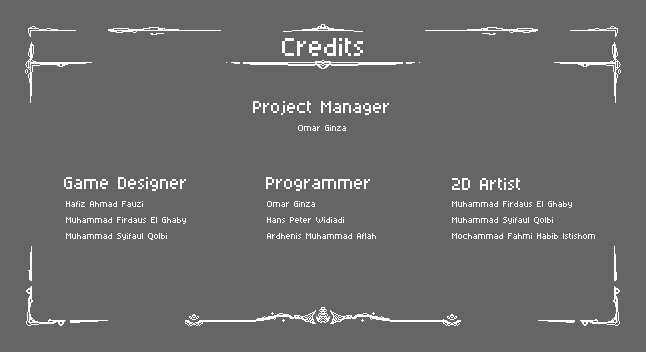 Credits
Project Manager
Omar Ginza
Game Designer
Hafiz Ahmad Fauzi
Muhammad Firdaus El Ghaby
Muhammad Syifaul Qolbi
Programmer
Omar Ginza
Hans Peter Widiadi
Ardhenis Muhammad Aflah
2D Artist
Muhammad Firdaus El Ghaby
Muhammad Syifaul Qolbi
Mochammad Fahmi Habib Istishom